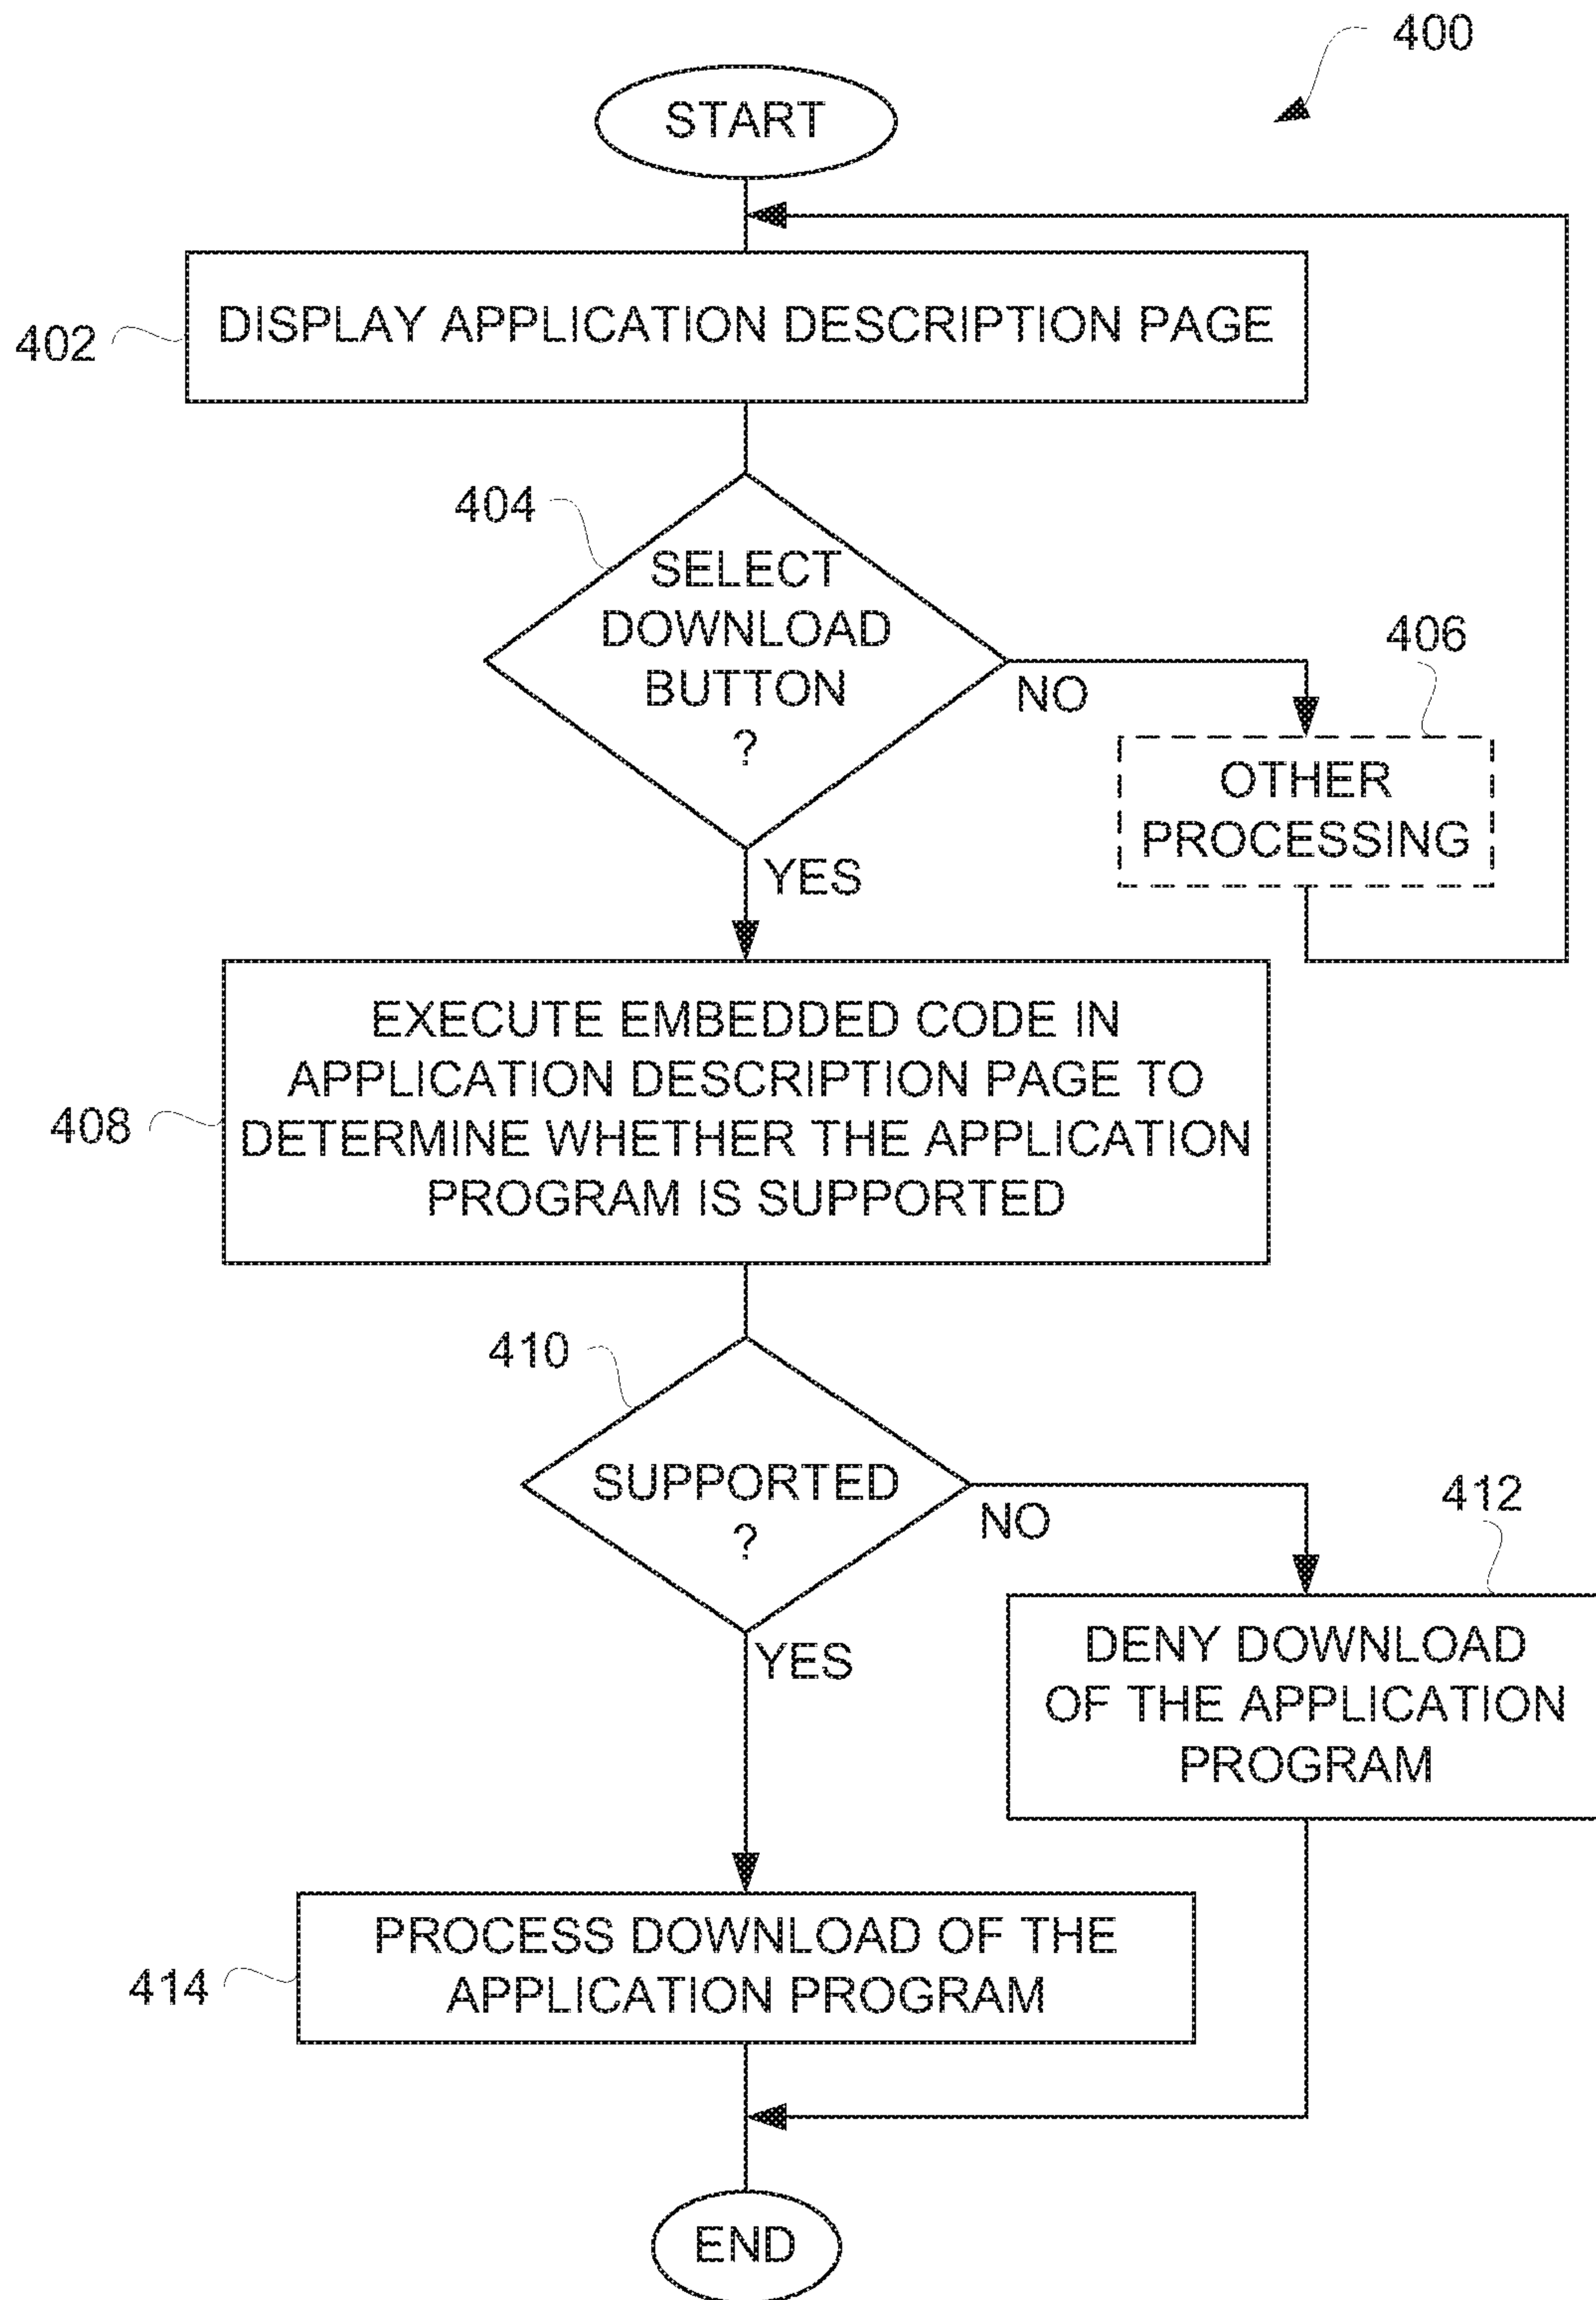 400
START
402
DISPLAY APPLICATION DESCRIPTION PAGE
404
SELECT
DOWNLOAD
BUTTON
?
NO
406
OTHER
PROCESSING
YES
408
EXECUTE EMBEDDED CODE IN
APPLICATION DESCRIPTION PAGE TO
DETERMINE WHETHER THE APPLICATION
PROGRAM IS SUPPORTED
410
SUPPORTED
?
NO
412
DENY DOWNLOAD
OF THE APPLICATION
PROGRAM
YES
414
PROCESS DOWNLOAD OF THE
APPLICATION PROGRAM
END